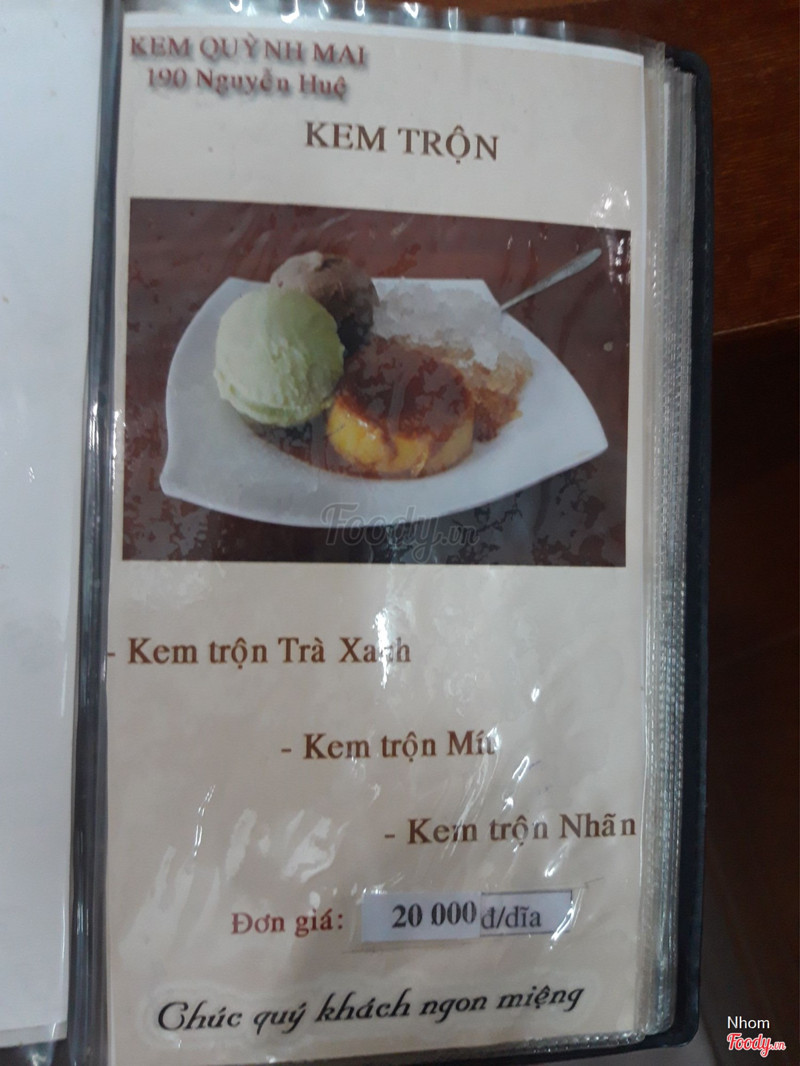 KEM QUỲNH MAI
190 Nguyễn Huệ
KEM TRỘN
Foody.vn
- Kem trộn Trà Xanh
- Kem trộn Mít
- Kem trộn Nhãn
Đơn giá: 20 000 đ/dĩa
Chúc quý khách ngon miệng
Nhom
Foody.vn